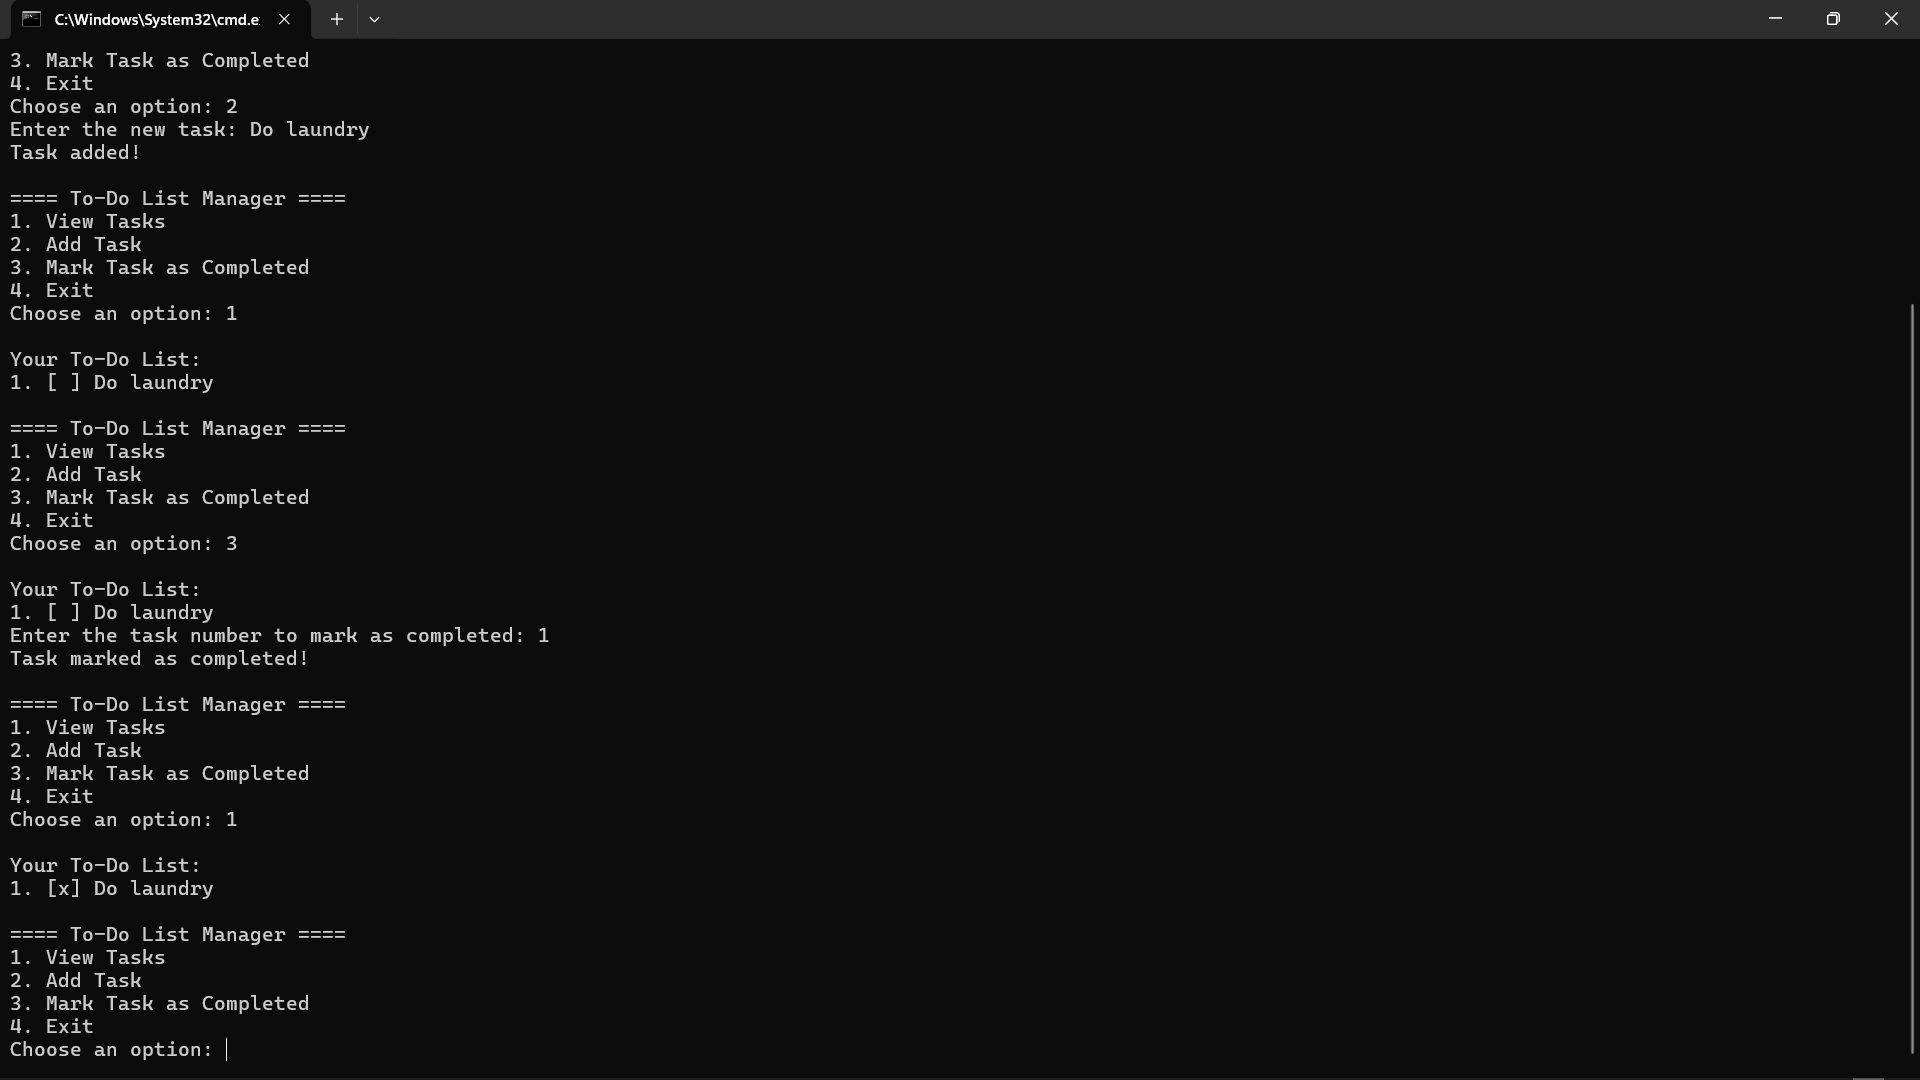 C:\Windows\System32\cmd.e
3. Mark Task as Completed
4. Exit
Choose an option: 2
Enter the new task: Do laundry
Task added!

==== To-Do List Manager ====
1. View Tasks
2. Add Task
3. Mark Task as Completed
4. Exit
Choose an option: 1

Your To-Do List:
1. [ ] Do laundry

==== To-Do List Manager ====
1. View Tasks
2. Add Task
3. Mark Task as Completed
4. Exit
Choose an option: 3

Your To-Do List:
1. [ ] Do laundry
Enter the task number to mark as completed: 1
Task marked as completed!

==== To-Do List Manager ====
1. View Tasks
2. Add Task
3. Mark Task as Completed
4. Exit
Choose an option: 1

Your To-Do List:
1. [x] Do laundry

==== To-Do List Manager ====
1. View Tasks
2. Add Task
3. Mark Task as Completed
4. Exit
Choose an option: